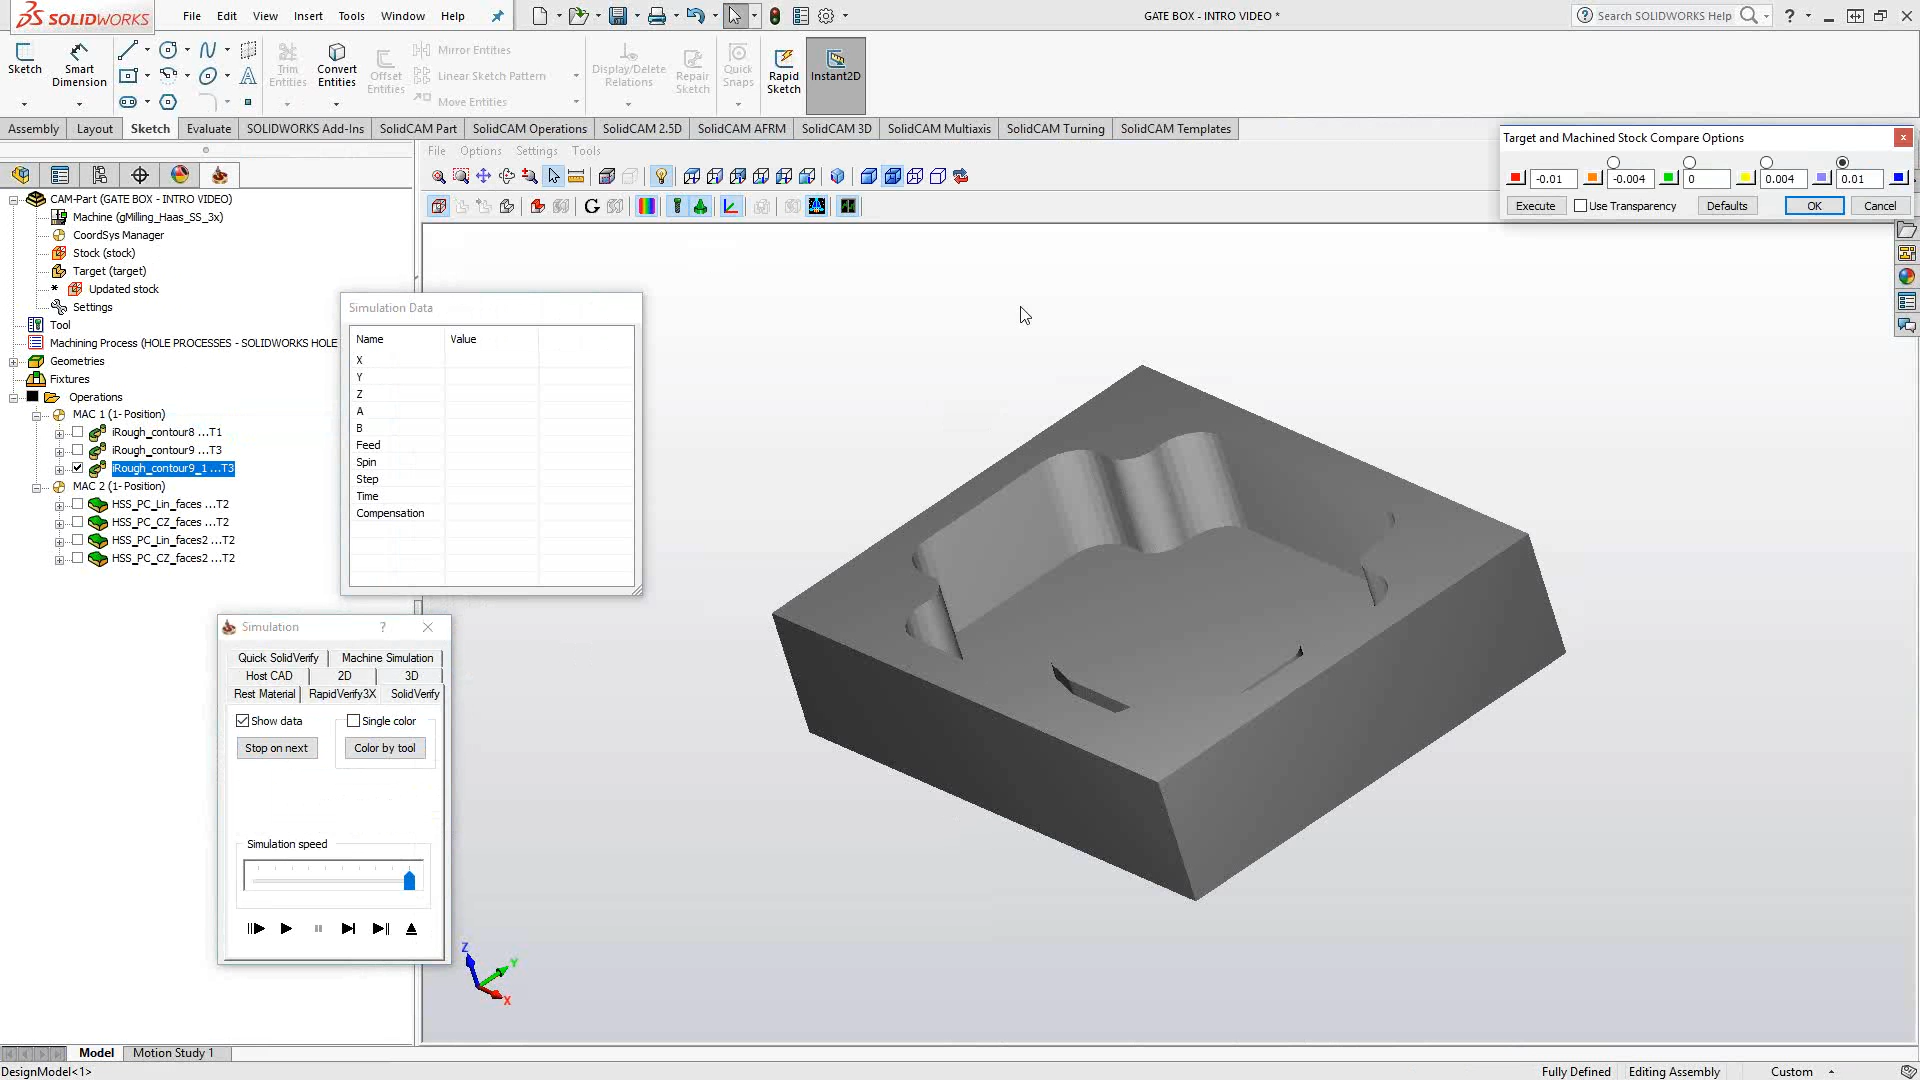 SOLIDWORKS
File Edit View Insert Tools Window Help
GATE BOX - INTRO VIDEO *
Search SOLIDWORKS Help
Sketch
Smart Dimension
Trim Entities
Convert Entities
Offset Entities
Mirror Entities
Linear Sketch Pattern
Move Entities
Display/Delete Relations
Repair Sketch
Quick Snaps
Rapid Sketch
Instant2D
Assembly Layout Sketch Evaluate SOLIDWORKS Add-Ins SolidCAM Part SolidCAM Operations SolidCAM 2.5D SolidCAM AFRM SolidCAM 3D SolidCAM Multiaxis SolidCAM Turning SolidCAM Templates
File Options Settings Tools
Target and Machined Stock Compare Options
-0.01 -0.004 0 0.004 0.01
Execute Use Transparency Defaults OK Cancel
CAM-Part (GATE BOX - INTRO VIDEO)
Machine (gMilling_Haas_SS_3x)
CoordSys Manager
Stock (stock)
Target (target)
* Updated stock
Settings
Tool
Machining Process (HOLE PROCESSES - SOLIDWORKS HOLE
Geometries
Fixtures
Operations
MAC 1 (1- Position)
iRough_contour8 ...T1
iRough_contour9 ...T3
iRough_contour9_1 ...T3
MAC 2 (1- Position)
HSS_PC_Lin_faces ...T2
HSS_PC_CZ_faces ...T2
HSS_PC_Lin_faces2 ...T2
HSS_PC_CZ_faces2 ...T2
Simulation Data
Name Value
X
Y
Z
A
B
Feed
Spin
Step
Time
Compensation
Simulation ?
Quick SolidVerify Machine Simulation
Host CAD 2D 3D
Rest Material RapidVerify3X SolidVerify
Show data Single color
Stop on next Color by tool
Simulation speed
Z
Y
X
Model Motion Study 1
DesignModel<1>
Fully Defined Editing Assembly Custom